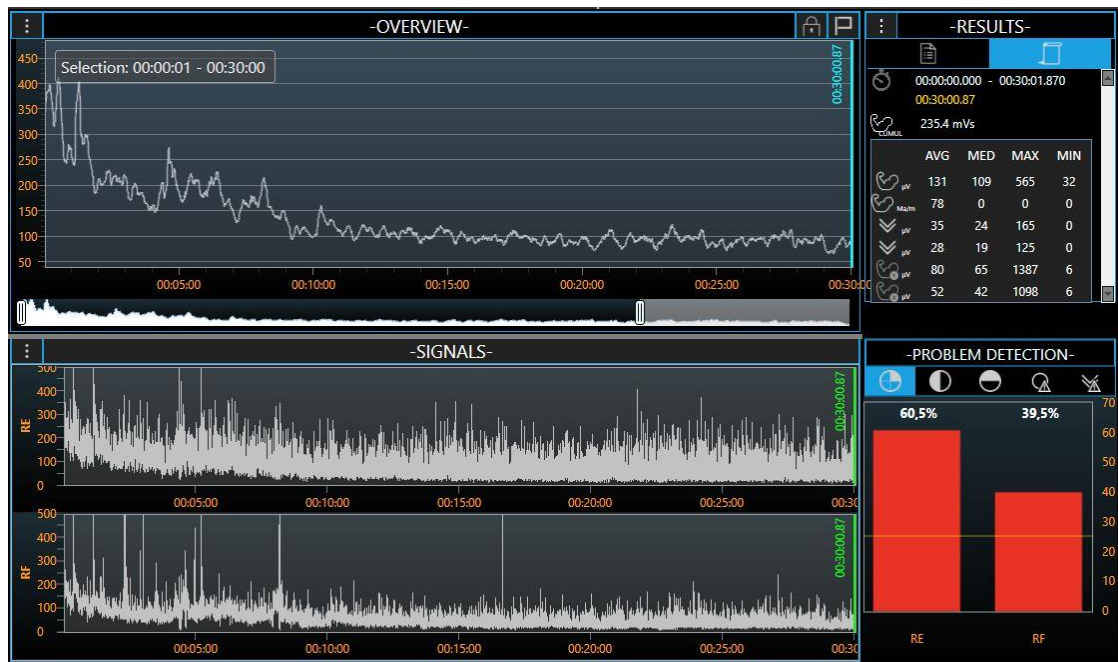 -OVERVIEW-
450
400
350
300
250
200
150
100
50
Selection: 00:00:01 - 00:30:00
00:30:00.87
00:05:00 00:10:00 00:15:00 00:20:00 00:25:00 00:30:00
-RESULTS-
00:00:00.000 - 00:30:01.870
00:30:00.87
CUMUL 235.4 mVs
AVG MED MAX MIN
µV 131 109 565 32
Ma/m 78 0 0 0
µV 35 24 165 0
µV 28 19 125 0
µV 80 65 1387 6
µV 52 42 1098 6
-SIGNALS-
RE
500
400
300
200
100
0
00:30:00.87
00:05:00 00:10:00 00:15:00 00:20:00 00:25:00 00:30
RF
500
400
300
200
100
0
00:30:00.87
00:05:00 00:10:00 00:15:00 00:20:00 00:25:00 00:30
-PROBLEM DETECTION-
60,5% 39,5%
70
60
50
40
30
20
10
0
RE RF